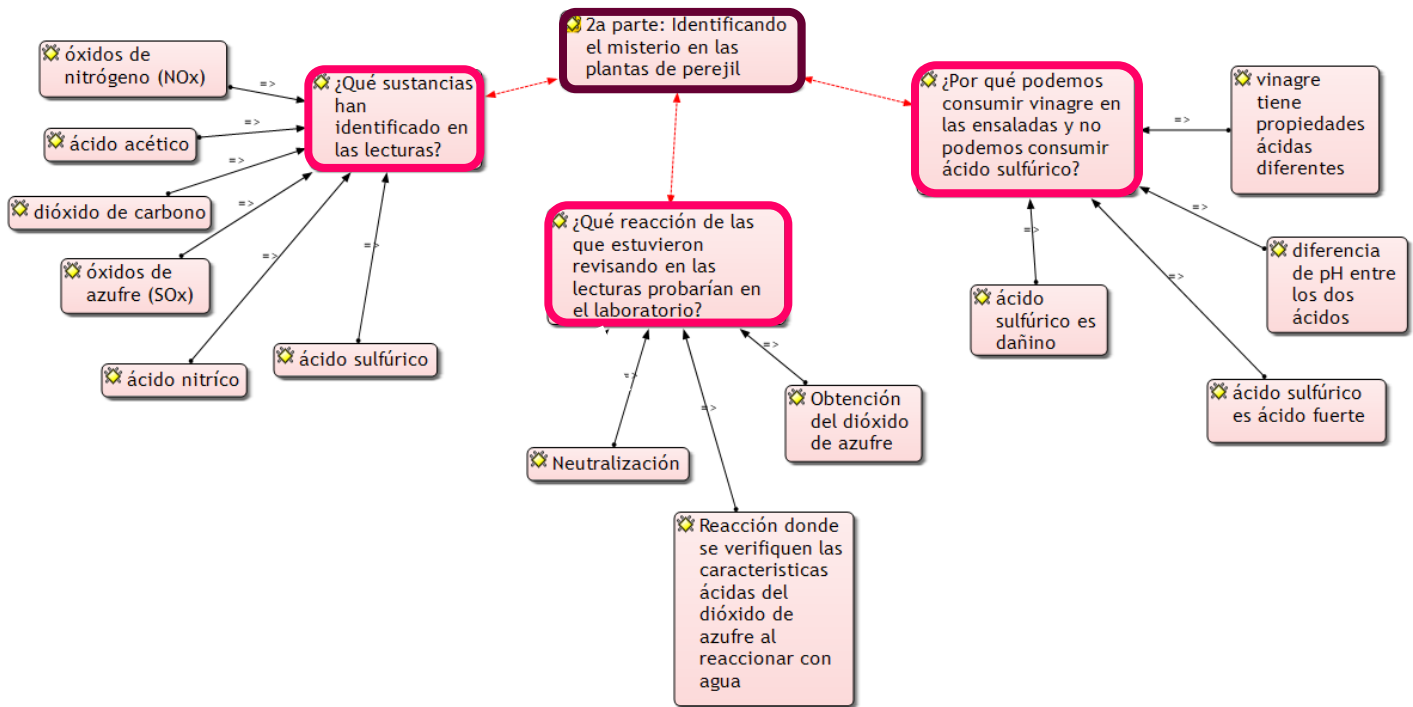 2a parte: Identificando
el misterio en las
plantas de perejil
¿Qué sustancias
han
identificado en
las lecturas?
óxidos de
nitrógeno (NOx)
=>
ácido acético
=>
dióxido de carbono
=>
óxidos de
azufre (SOx)
=>
ácido nitríco
=>
ácido sulfúrico
=>
¿Qué reacción de las
que estuvieron
revisando en las
lecturas probarían en
el laboratorio?
Neutralización
=>
Reacción donde
se verifiquen las
caracteristicas
ácidas del
dióxido de
azufre al
reaccionar con
agua
=>
Obtención
del dióxido
de azufre
=>
¿Por qué podemos
consumir vinagre en
las ensaladas y no
podemos consumir
ácido sulfúrico?
vinagre
tiene
propiedades
ácidas
diferentes
=>
diferencia
de pH entre
los dos
ácidos
=>
ácido
sulfúrico es
dañino
=>
ácido sulfúrico
es ácido fuerte
=>